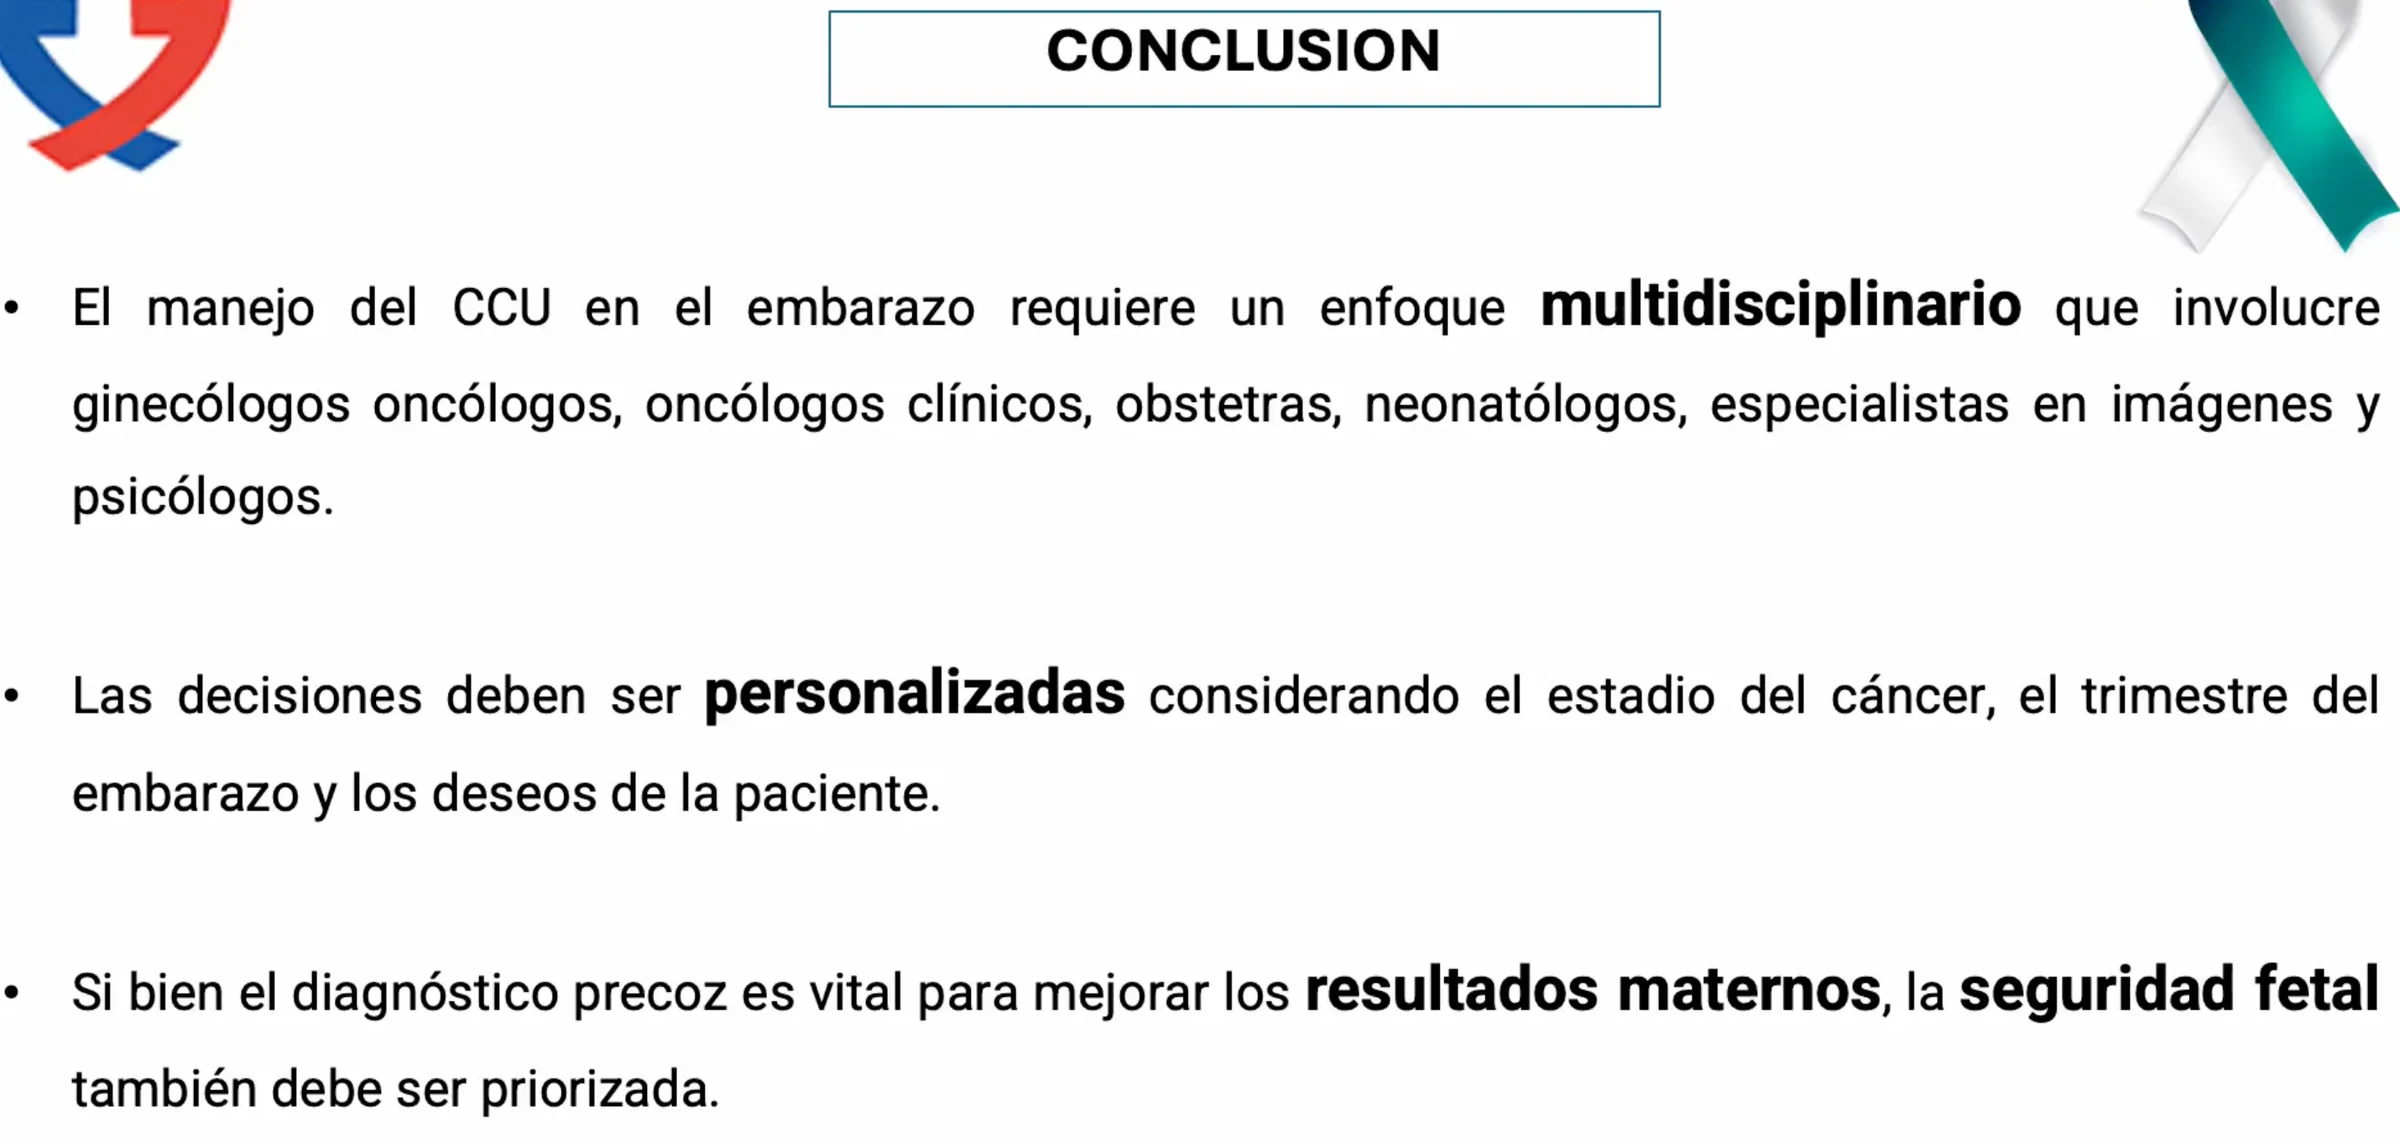 CONCLUSION
• El manejo del CCU en el embarazo requiere un enfoque multidisciplinario que involucre
ginecólogos oncólogos, oncólogos clínicos, obstetras, neonatólogos, especialistas en imágenes y
psicólogos.
• Las decisiones deben ser personalizadas considerando el estadio del cáncer, el trimestre del
embarazo y los deseos de la paciente.
• Si bien el diagnóstico precoz es vital para mejorar los resultados maternos, la seguridad fetal
también debe ser priorizada.